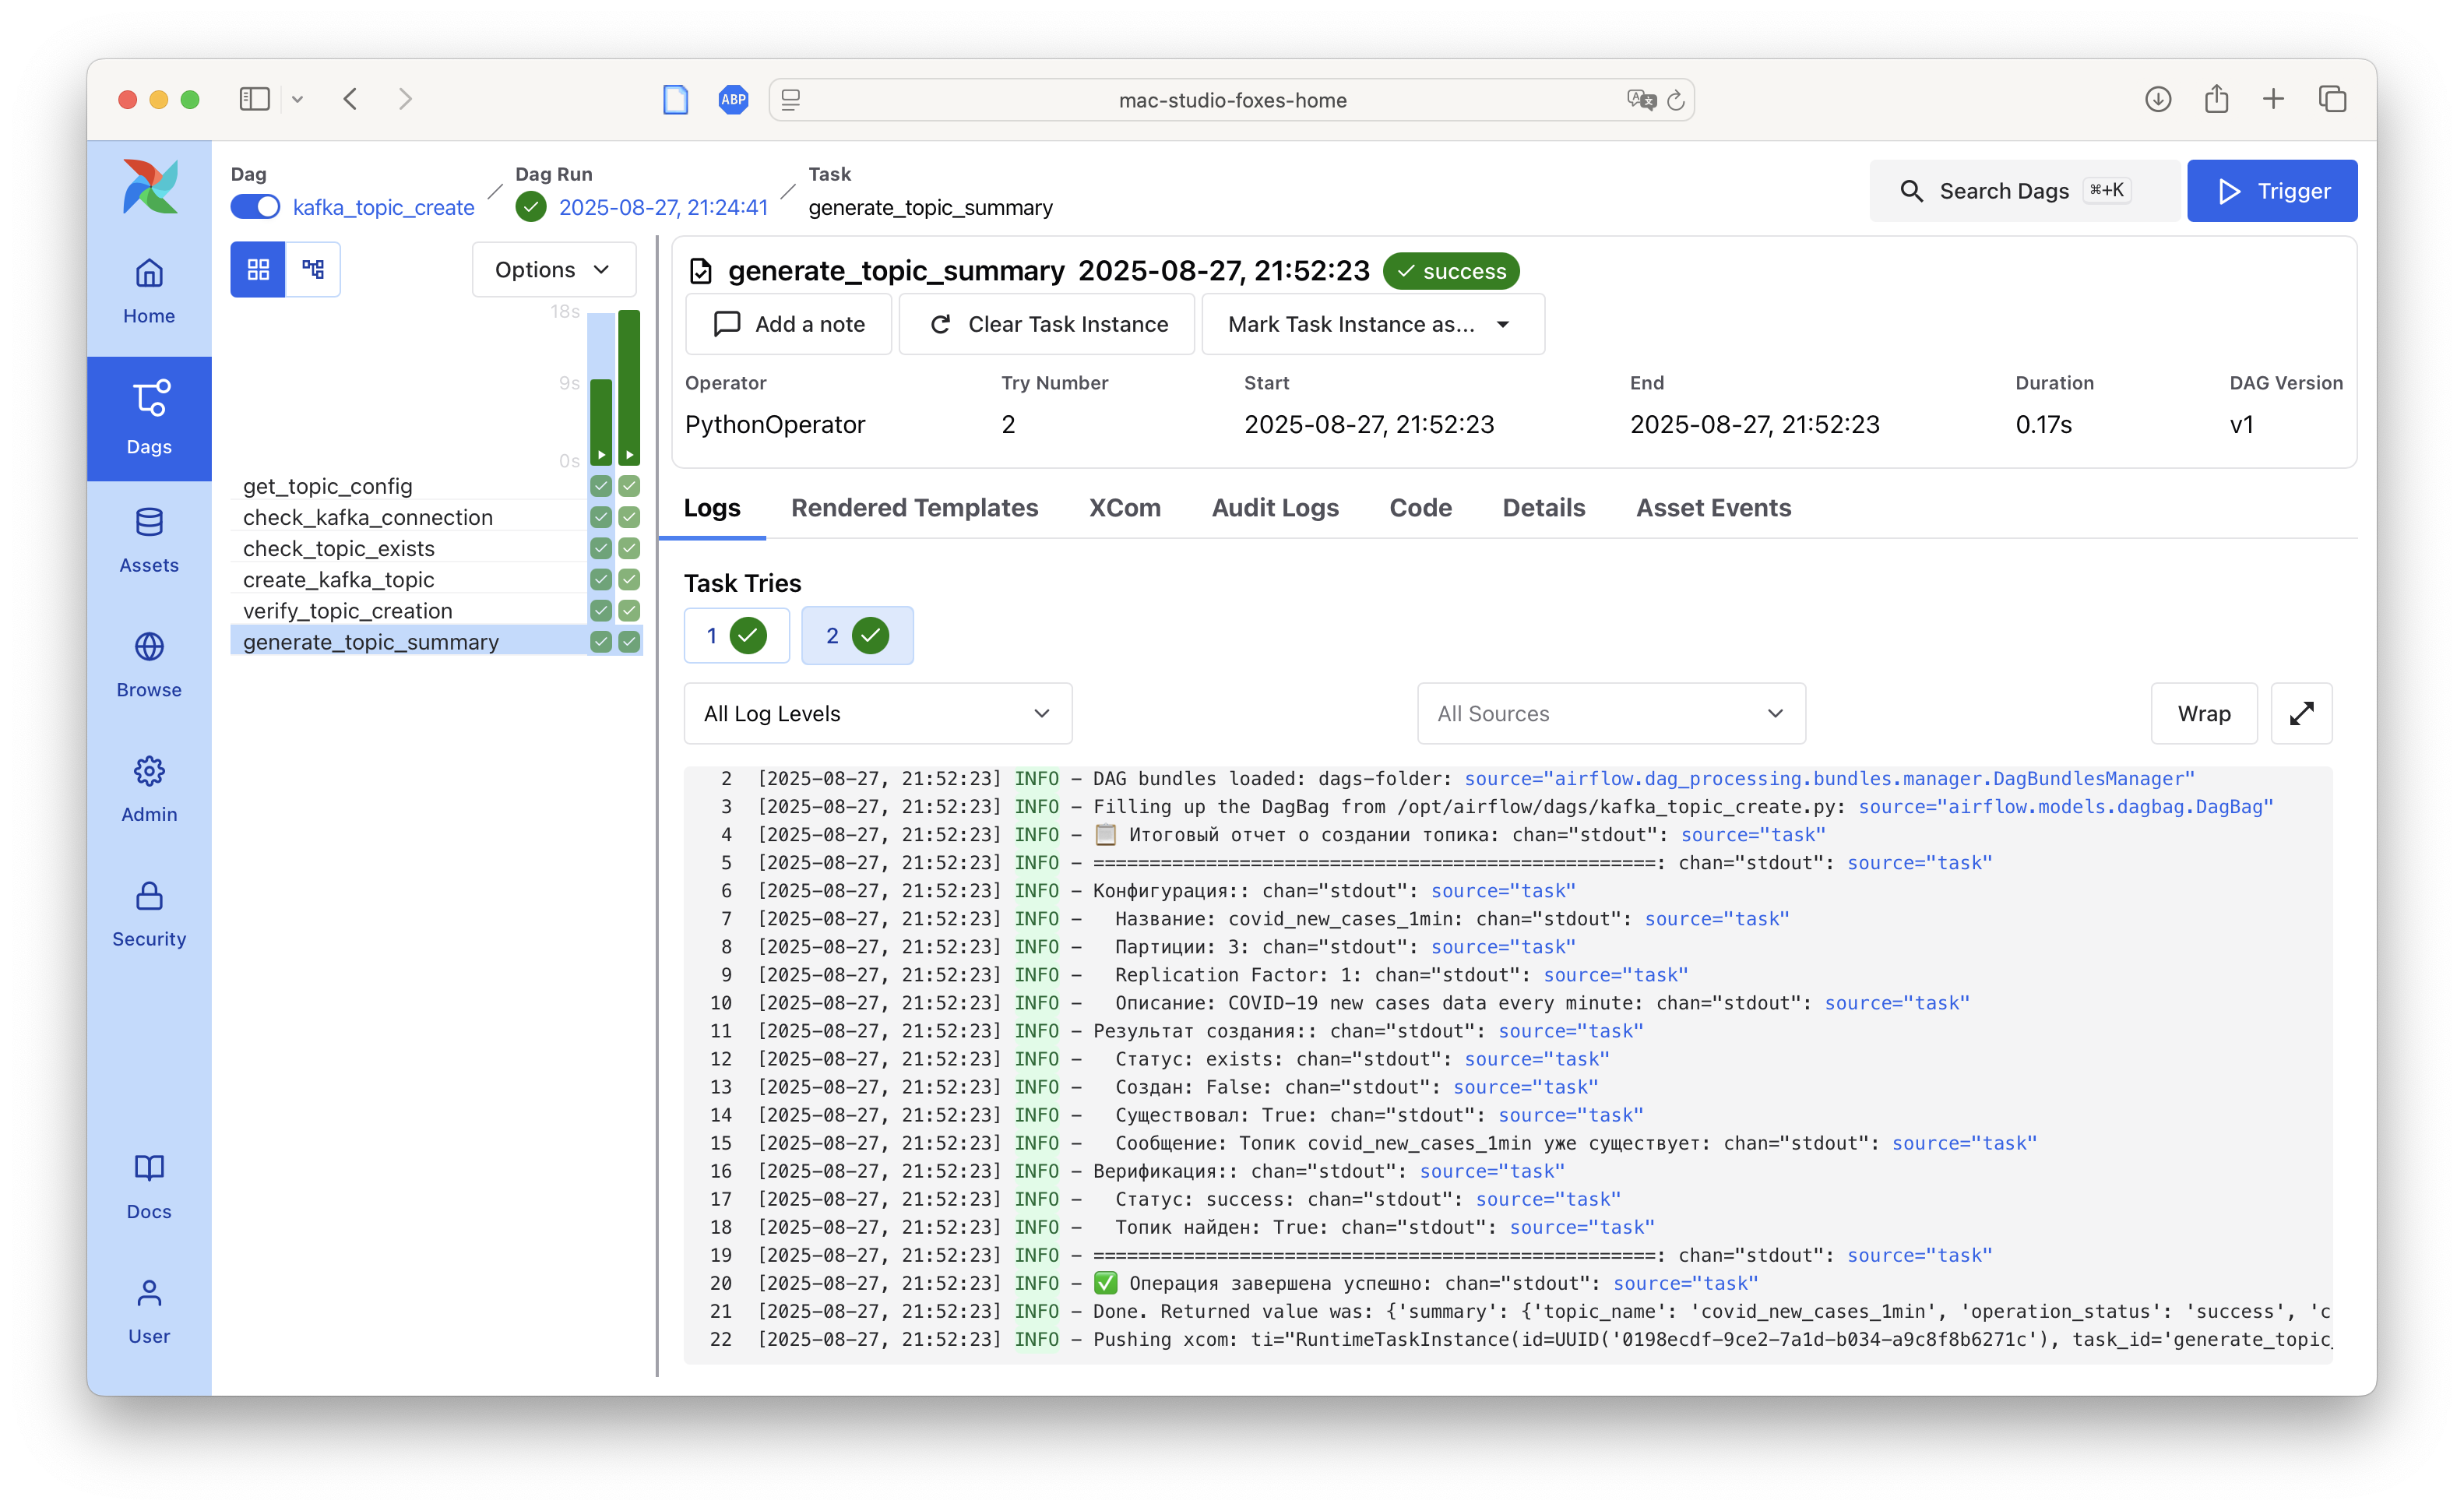 ABP
mac-studio-foxes-home
Dag
kafka_topic_create
Dag Run
2025-08-27, 21:24:41
Task
generate_topic_summary
Search Dags
⌘+K
Trigger
Home
Dags
Assets
Browse
Admin
Security
Docs
User
Options
18s
9s
0s
get_topic_config
check_kafka_connection
check_topic_exists
create_kafka_topic
verify_topic_creation
generate_topic_summary
generate_topic_summary 2025-08-27, 21:52:23 success
Add a note
Clear Task Instance
Mark Task Instance as...
Operator Try Number Start End Duration DAG Version
PythonOperator 2 2025-08-27, 21:52:23 2025-08-27, 21:52:23 0.17s v1
Logs Rendered Templates XCom Audit Logs Code Details Asset Events
Task Tries
1 2
All Log Levels All Sources Wrap
2 [2025-08-27, 21:52:23] INFO - DAG bundles loaded: dags-folder: source="airflow.dag_processing.bundles.manager.DagBundlesManager"
3 [2025-08-27, 21:52:23] INFO - Filling up the DagBag from /opt/airflow/dags/kafka_topic_create.py: source="airflow.models.dagbag.DagBag"
4 [2025-08-27, 21:52:23] INFO - 📋 Итоговый отчет о создании топика: chan="stdout": source="task"
5 [2025-08-27, 21:52:23] INFO - ==================================================: chan="stdout": source="task"
6 [2025-08-27, 21:52:23] INFO - Конфигурация:: chan="stdout": source="task"
7 [2025-08-27, 21:52:23] INFO - Название: covid_new_cases_1min: chan="stdout": source="task"
8 [2025-08-27, 21:52:23] INFO - Партиции: 3: chan="stdout": source="task"
9 [2025-08-27, 21:52:23] INFO - Replication Factor: 1: chan="stdout": source="task"
10 [2025-08-27, 21:52:23] INFO - Описание: COVID-19 new cases data every minute: chan="stdout": source="task"
11 [2025-08-27, 21:52:23] INFO - Результат создания:: chan="stdout": source="task"
12 [2025-08-27, 21:52:23] INFO - Статус: exists: chan="stdout": source="task"
13 [2025-08-27, 21:52:23] INFO - Создан: False: chan="stdout": source="task"
14 [2025-08-27, 21:52:23] INFO - Существовал: True: chan="stdout": source="task"
15 [2025-08-27, 21:52:23] INFO - Сообщение: Топик covid_new_cases_1min уже существует: chan="stdout": source="task"
16 [2025-08-27, 21:52:23] INFO - Верификация:: chan="stdout": source="task"
17 [2025-08-27, 21:52:23] INFO - Статус: success: chan="stdout": source="task"
18 [2025-08-27, 21:52:23] INFO - Топик найден: True: chan="stdout": source="task"
19 [2025-08-27, 21:52:23] INFO - ==================================================: chan="stdout": source="task"
20 [2025-08-27, 21:52:23] INFO - ✅ Операция завершена успешно: chan="stdout": source="task"
21 [2025-08-27, 21:52:23] INFO - Done. Returned value was: {'summary': {'topic_name': 'covid_new_cases_1min', 'operation_status': 'success', 'c
22 [2025-08-27, 21:52:23] INFO - Pushing xcom: ti="RuntimeTaskInstance(id=UUID('0198ecdf-9ce2-7a1d-b034-a9c8f8b6271c'), task_id='generate_topic_